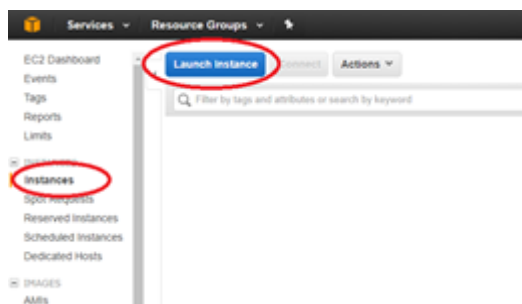 Services Resource Groups
EC2 Dashboard
Events
Tags
Reports
Limits
INSTANCES
Instances
Spot Requests
Reserved Instances
Scheduled Instances
Dedicated Hosts
IMAGES
AMIs
Launch Instance Connect Actions
Filter by tags and attributes or search by keyword